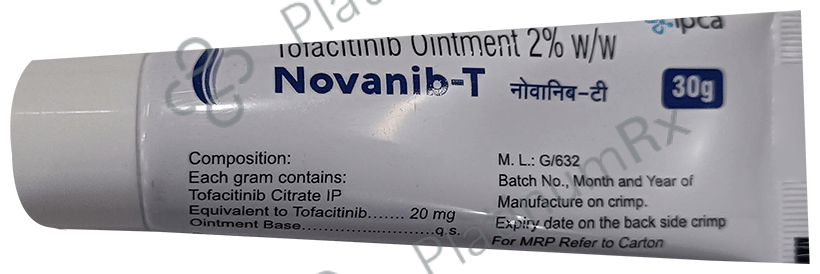 ipca
Tofacitinib Ointment 2% w/w
Novanib-T नोवानिब-टी 30g
Composition:
Each gram contains:
Tofacitinib Citrate IP
Equivalent to Tofacitinib....... 20 mg
Ointment Base...........................q.s.
M. L.: G/632
Batch No., Month and Year of
Manufacture on crimp.
Expiry date on the back side crimp
For MRP Refer to Carton
PlatinumRx